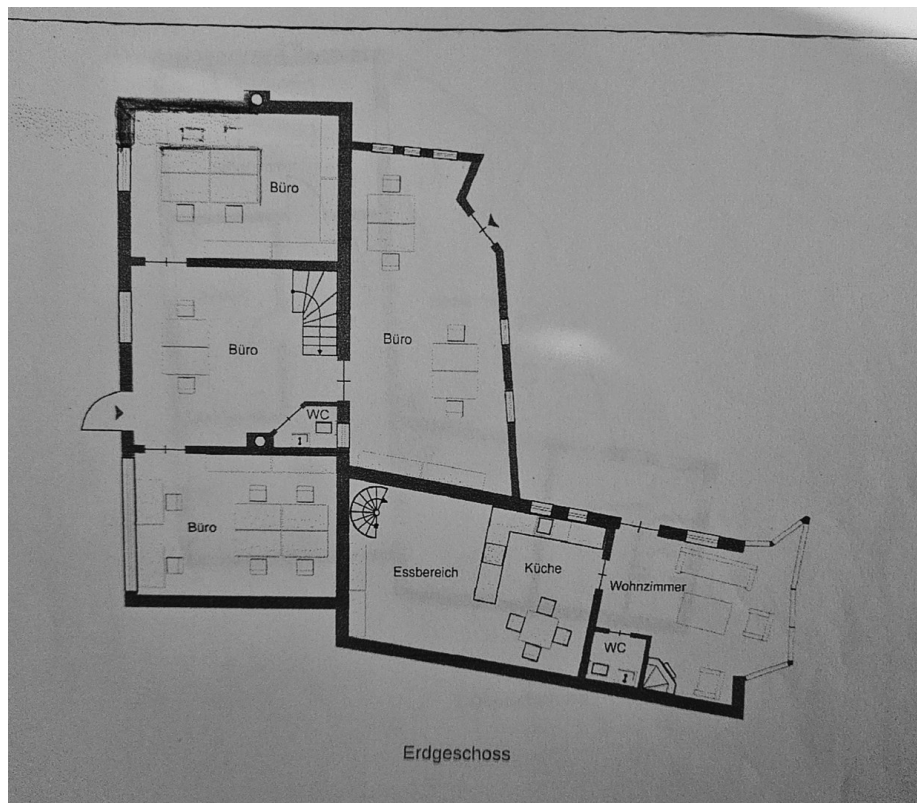 Büro
Büro
Büro
WC
Büro
Essbereich
Küche
Wohnzimmer
WC
Erdgeschoss